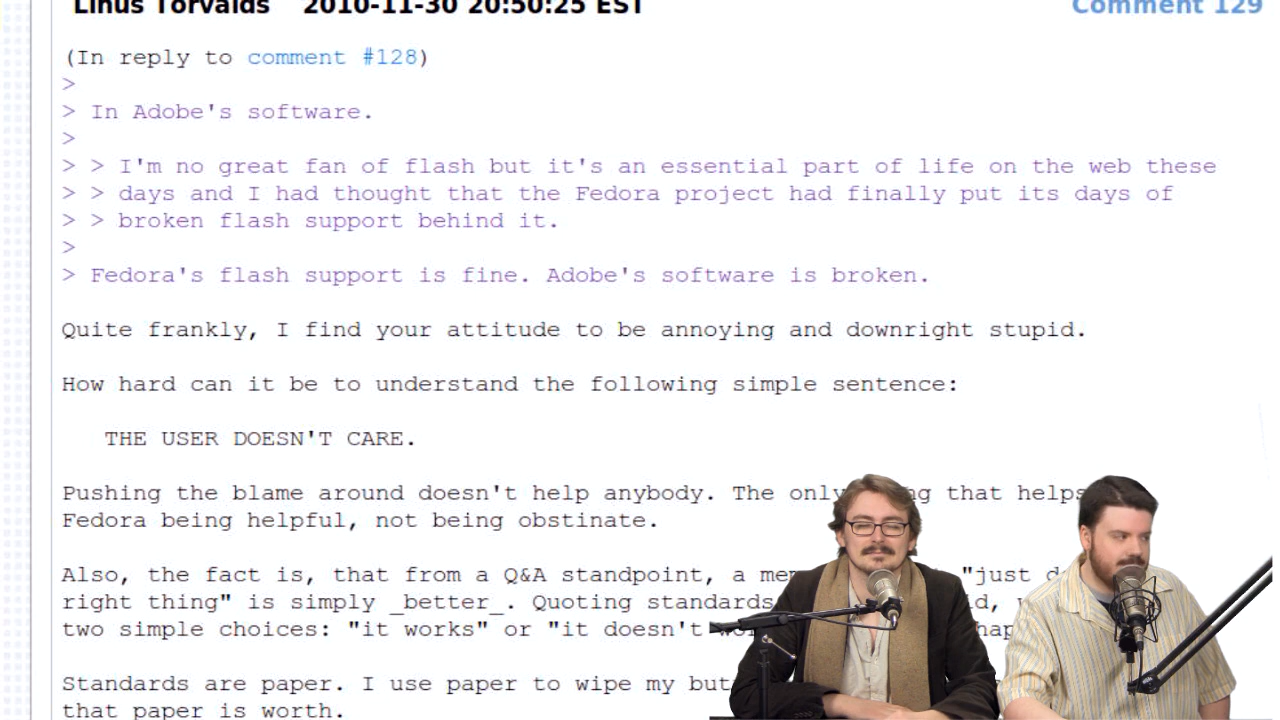 Linus Torvalds 2010-11-30 20:50:25 EST Comment 129
(In reply to comment #128)
>
> In Adobe's software.
>
> > I'm no great fan of flash but it's an essential part of life on the web these
> > days and I had thought that the Fedora project had finally put its days of
> > broken flash support behind it.
>
> Fedora's flash support is fine. Adobe's software is broken.
Quite frankly, I find your attitude to be annoying and downright stupid.
How hard can it be to understand the following simple sentence:
THE USER DOESN'T CARE.
Pushing the blame around doesn't help anybody. The only that helps
Fedora being helpful, not being obstinate.
Also, the fact is, that from a Q&A standpoint, a "just
right thing" is simply _better_. Quoting standards
two simple choices: "it works" or "it doesn't
Standards are paper. I use paper to wipe my
that paper is worth.